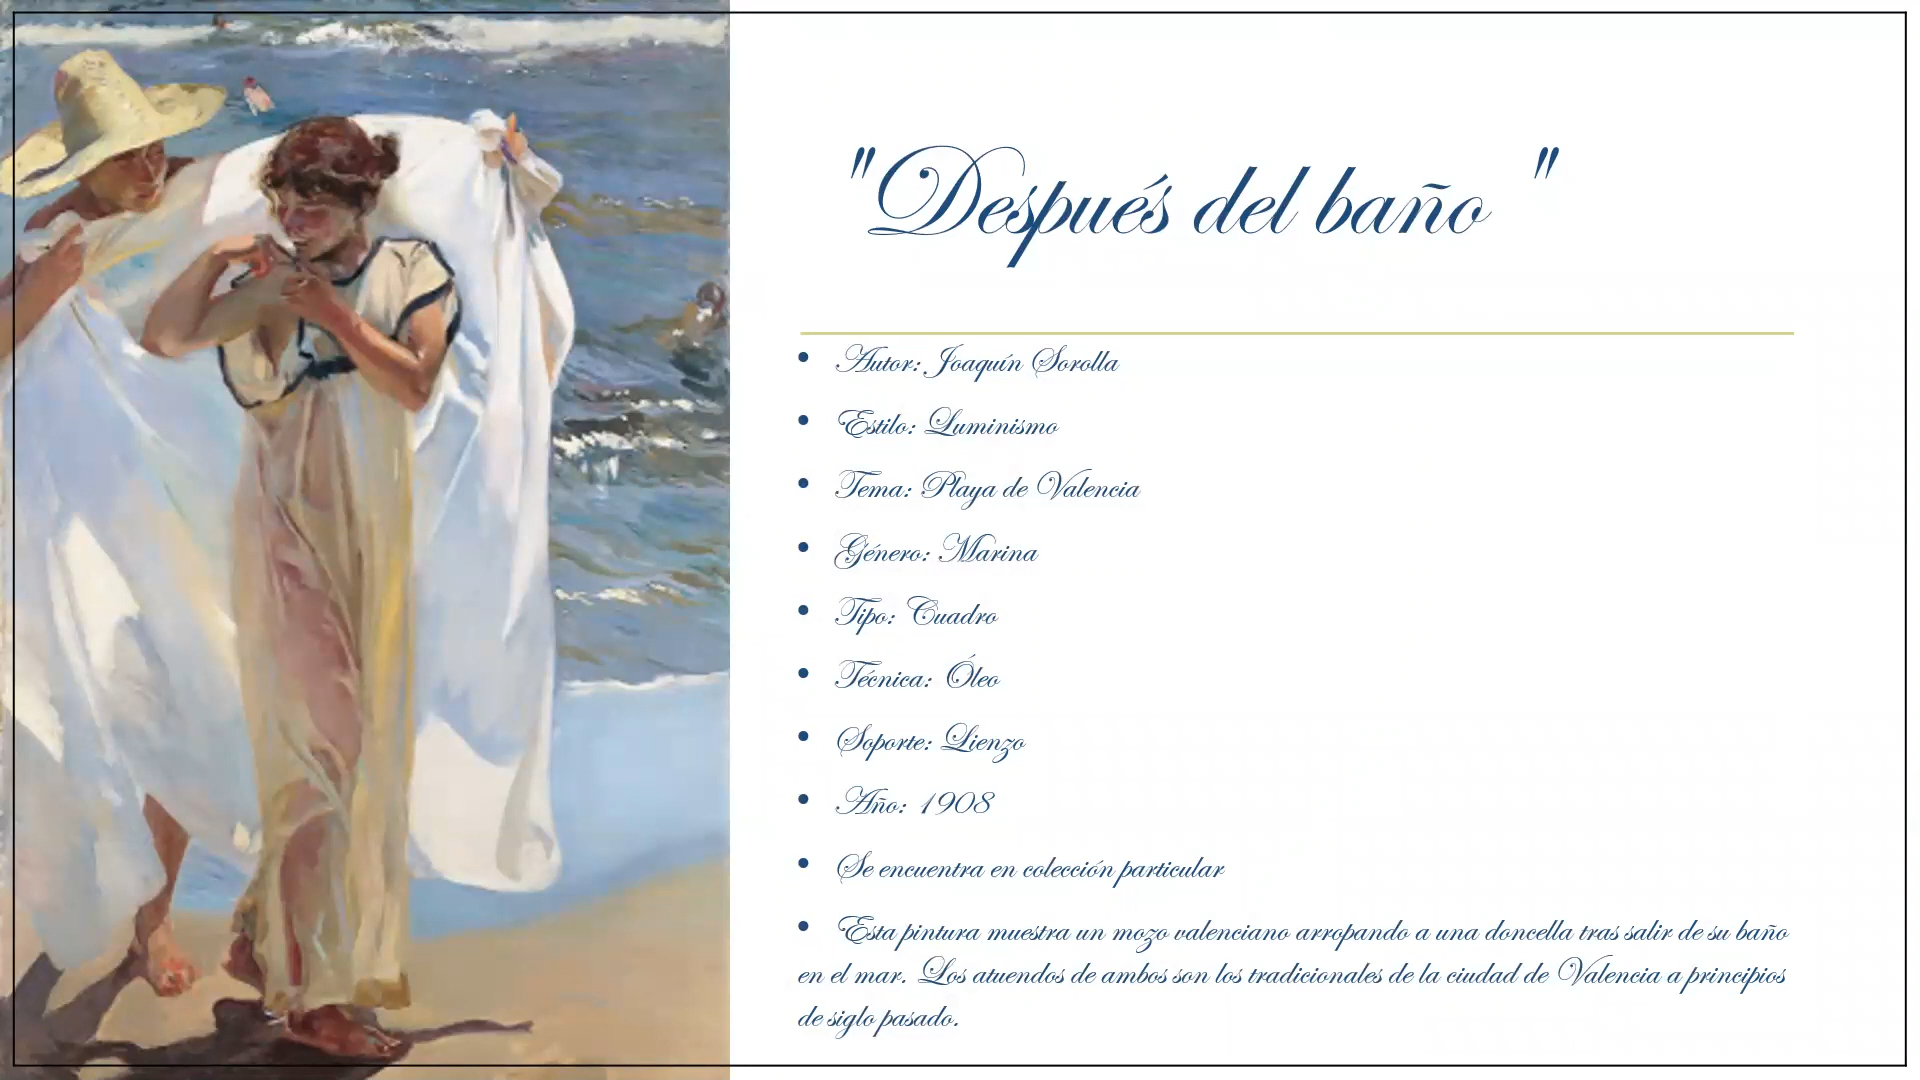 "Después del baño "
• Autor: Joaquín Sorolla
• Estilo: Luminismo
• Tema: Playa de Valencia
• Género: Marina
• Tipo: Cuadro
• Técnica: Óleo
• Soporte: Lienzo
• Año: 1908
• Se encuentra en colección particular
• Esta pintura muestra un mozo valenciano arropando a una doncella tras salir de su baño
en el mar. Los atuendos de ambos son los tradicionales de la ciudad de Valencia a principios
de siglo pasado.